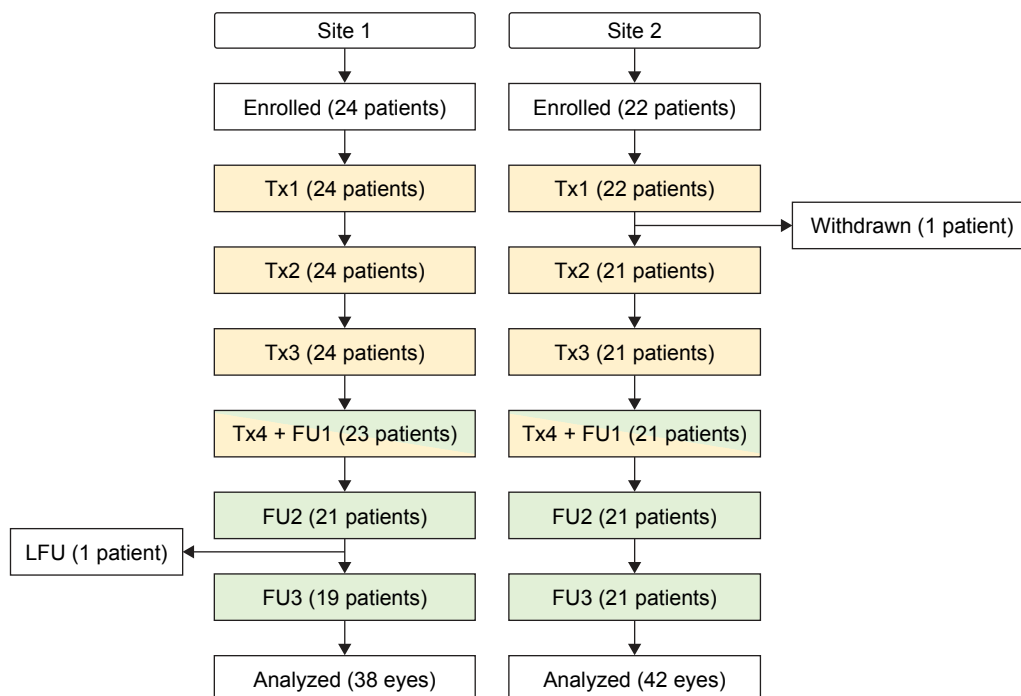 Site 1
Enrolled (24 patients)
Tx1 (24 patients)
Tx2 (24 patients)
Tx3 (24 patients)
Tx4 + FU1 (23 patients)
FU2 (21 patients)
LFU (1 patient)
FU3 (19 patients)
Analyzed (38 eyes)
Site 2
Enrolled (22 patients)
Tx1 (22 patients)
Withdrawn (1 patient)
Tx2 (21 patients)
Tx3 (21 patients)
Tx4 + FU1 (21 patients)
FU2 (21 patients)
FU3 (21 patients)
Analyzed (42 eyes)